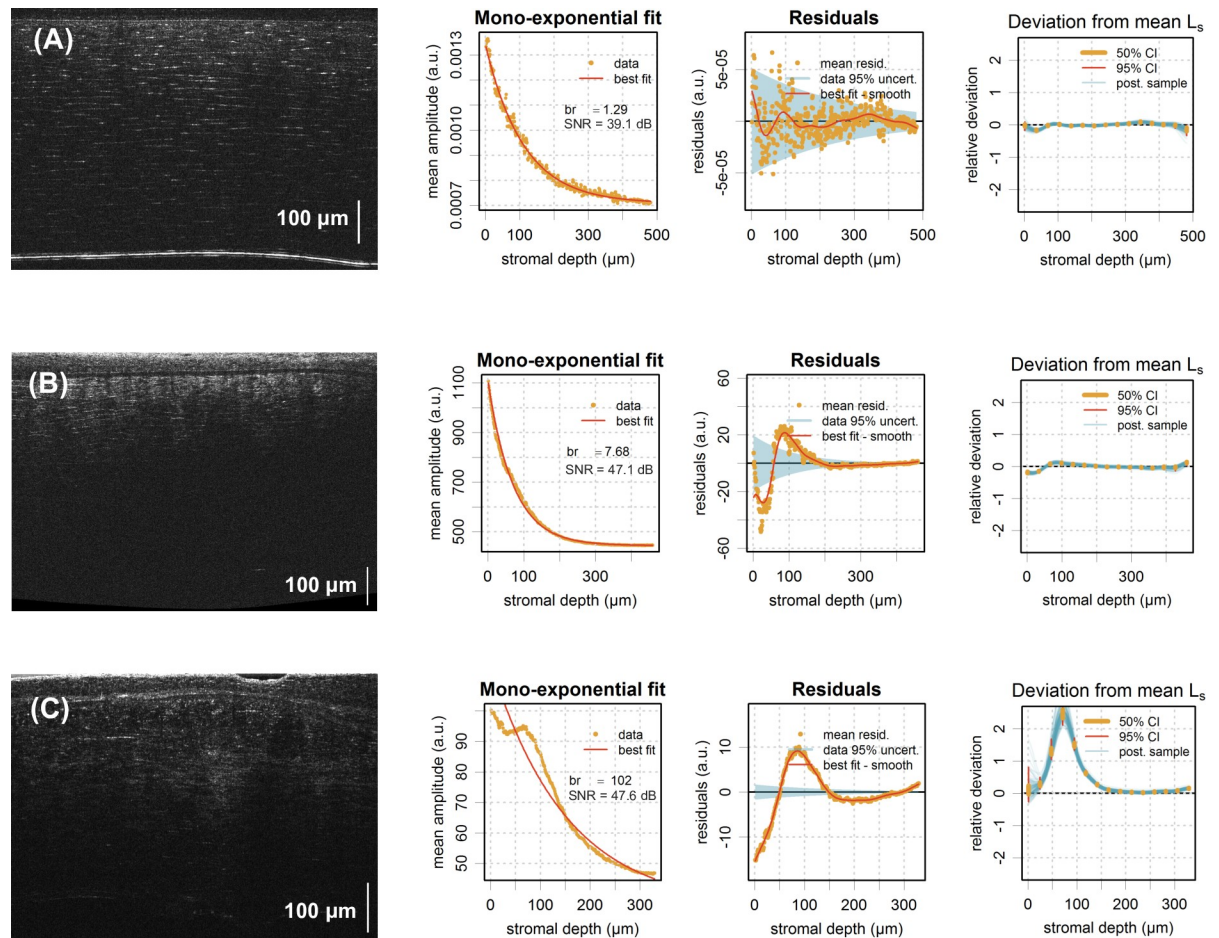 (A)
100 µm
Mono-exponential fit
mean amplitude (a.u.)
0.0013
0.0010
0.0007
data
best fit
br = 1.29
SNR = 39.1 dB
0 100 300 500
stromal depth (µm)
Residuals
residuals (a.u.)
5e-05
0
-5e-05
mean resid.
data 95% uncert.
best fit - smooth
0 100 300 500
stromal depth (µm)
Deviation from mean Ls
relative deviation
2
1
0
-1
-2
50% CI
95% CI
post. sample
0 100 200 300 400 500
stromal depth (µm)
(B)
100 µm
Mono-exponential fit
mean amplitude (a.u.)
1100
900
700
500
data
best fit
br = 7.68
SNR = 47.1 dB
0 100 300
stromal depth (µm)
Residuals
residuals (a.u.)
60
20
-20
-60
mean resid.
data 95% uncert.
best fit - smooth
0 100 300
stromal depth (µm)
Deviation from mean Ls
relative deviation
2
1
0
-1
-2
50% CI
95% CI
post. sample
0 100 300
stromal depth (µm)
(C)
100 µm
Mono-exponential fit
mean amplitude (a.u.)
90
80
70
60
50
data
best fit
br = 102
SNR = 47.6 dB
0 100 200 300
stromal depth (µm)
Residuals
residuals (a.u.)
10
0
-10
mean resid.
data 95% uncert.
best fit - smooth
0 100 200 300
stromal depth (µm)
Deviation from mean Ls
relative deviation
2
1
0
-1
-2
50% CI
95% CI
post. sample
0 100 200 300
stromal depth (µm)